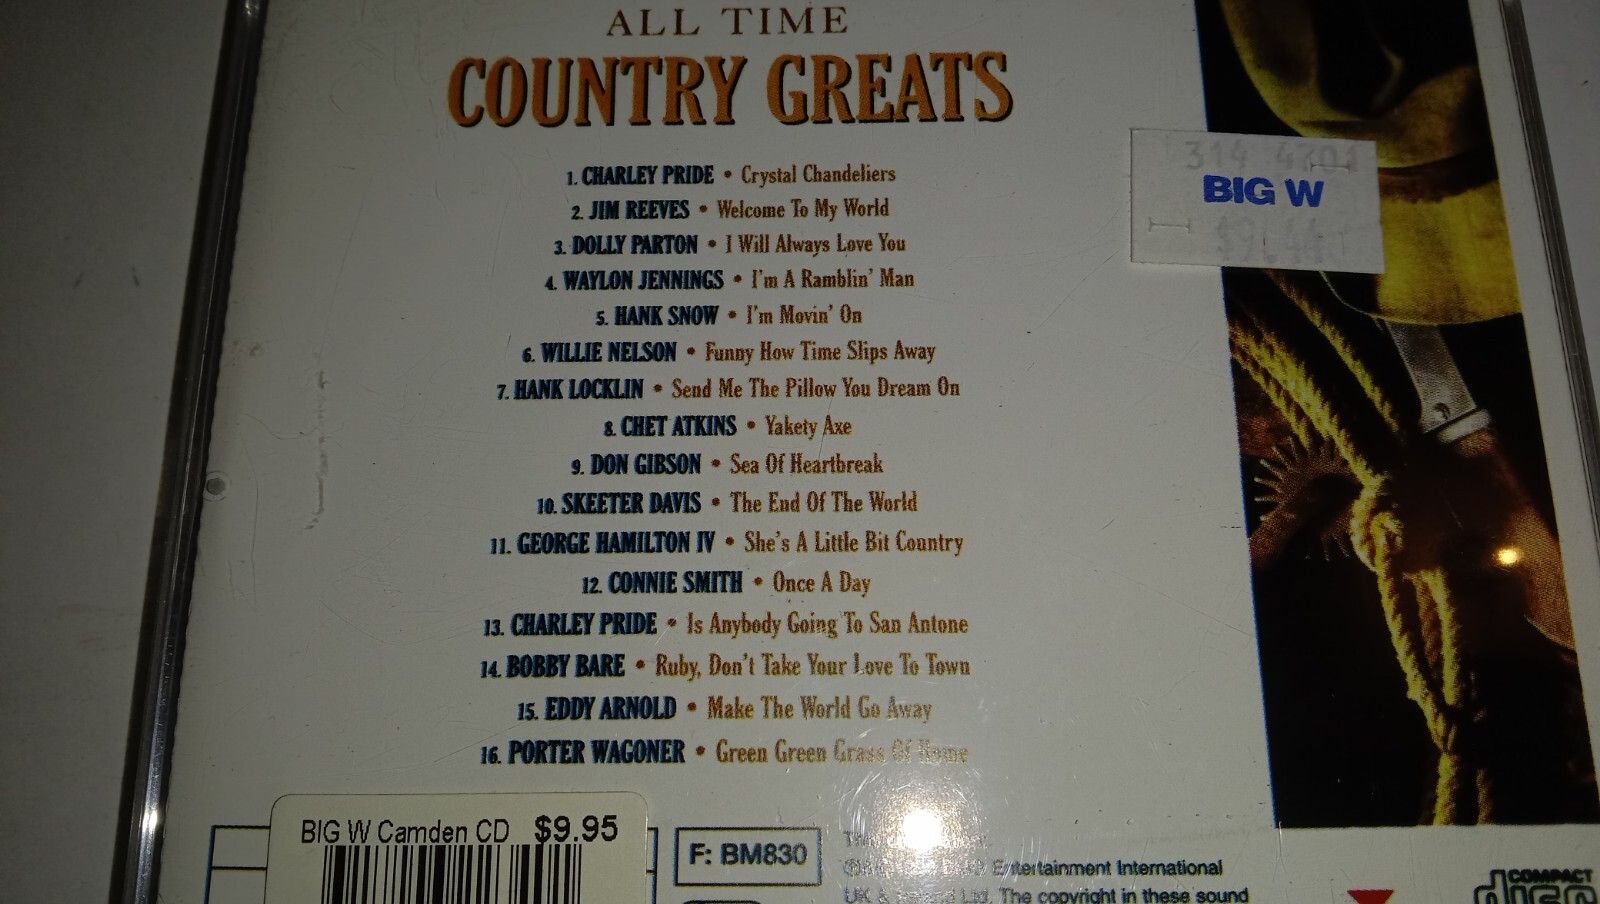 ALL TIME
COUNTRY GREATS
1. CHARLEY PRIDE • Crystal Chandeliers
2. JIM REEVES • Welcome To My World
3. DOLLY PARTON • I Will Always Love You
4. WAYLON JENNINGS • I'm A Ramblin' Man
5. HANK SNOW • I'm Movin' On
6. WILLIE NELSON • Funny How Time Slips Away
7. HANK LOCKLIN • Send Me The Pillow You Dream On
8. CHET ATKINS • Yakety Axe
9. DON GIBSON • Sea Of Heartbreak
10. SKEETER DAVIS • The End Of The World
11. GEORGE HAMILTON IV • She's A Little Bit Country
12. CONNIE SMITH • Once A Day
13. CHARLEY PRIDE • Is Anybody Going To San Antone
14. BOBBY BARE • Ruby, Don't Take Your Love To Town
15. EDDY ARNOLD • Make The World Go Away
16. PORTER WAGONER • Green Green Grass Of Home
314
BIG W
BIG W Camden CD $9.95
F: BM830
Entertainment International
UK & Ltd. The copyright in these sound
COMPACT
disc